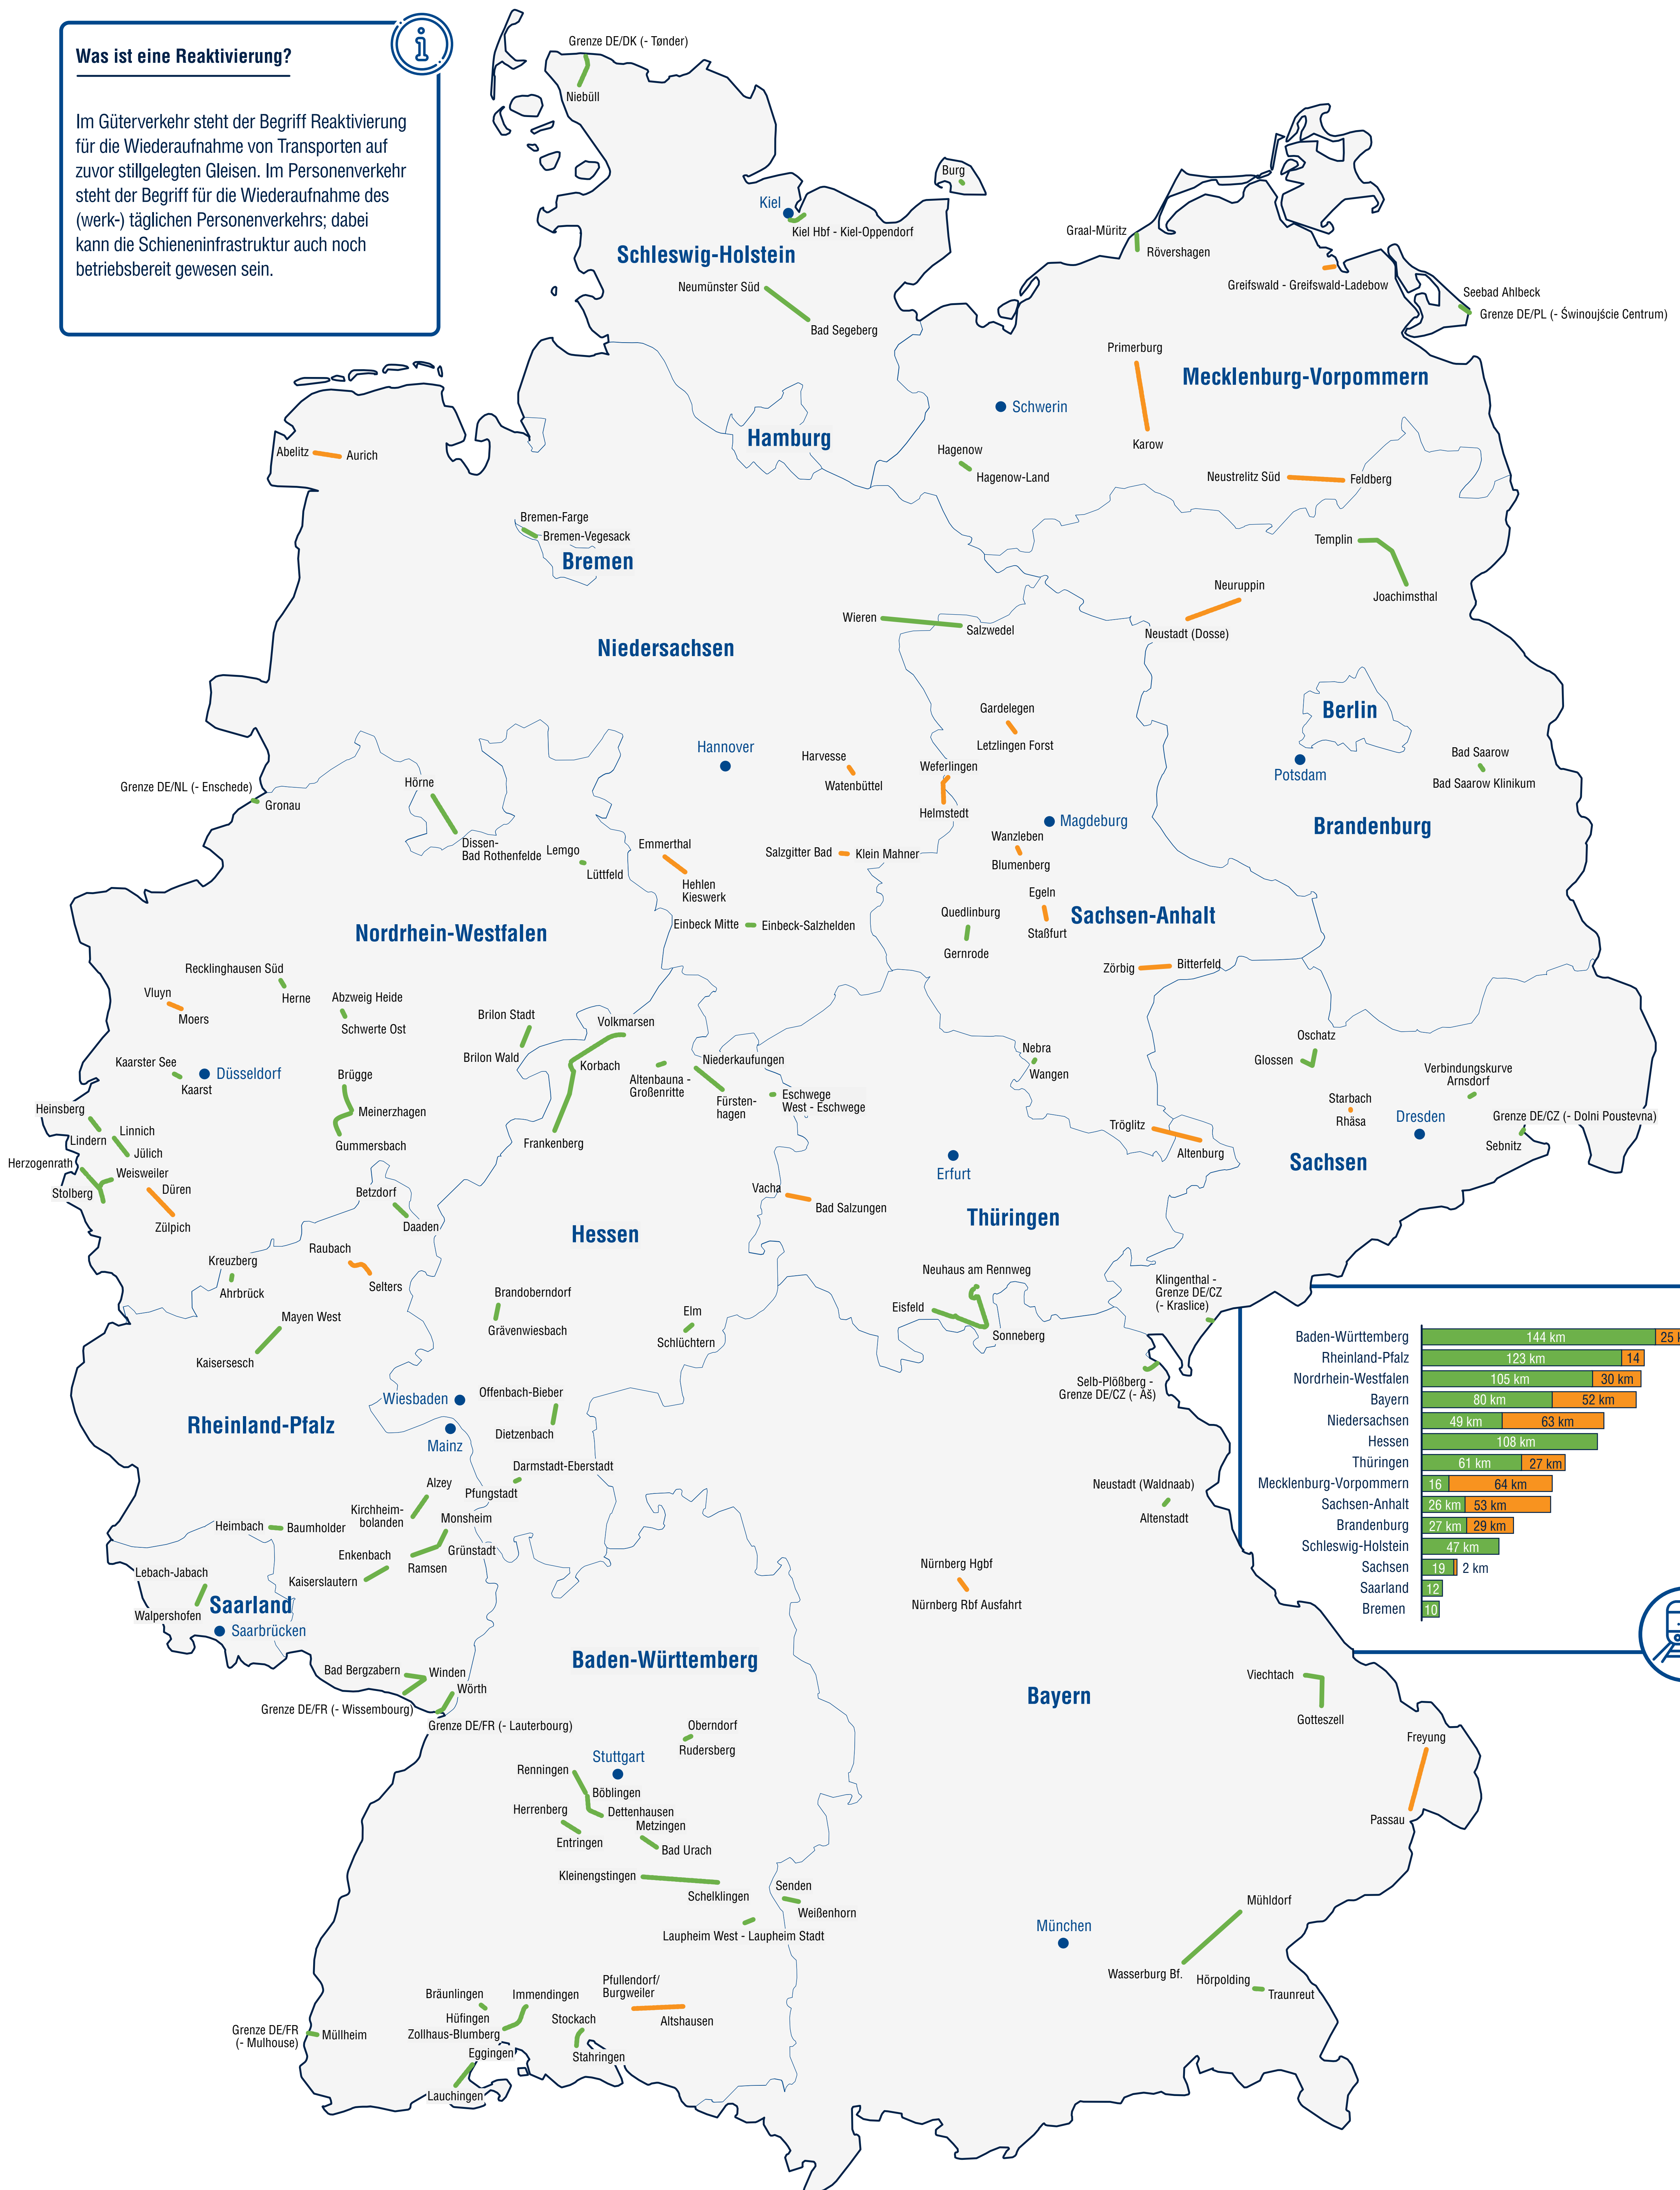 Was ist eine Reaktivierung?
Im Güterverkehr steht der Begriff Reaktivierung
für die Wiederaufnahme von Transporten auf
zuvor stillgelegten Gleisen. Im Personenverkehr
steht der Begriff für die Wiederaufnahme des
(werk-) täglichen Personenverkehrs; dabei
kann die Schieneninfrastruktur auch noch
betriebsbereit gewesen sein.
Grenze DE/DK (- Tønder)
Niebüll
Burg
Kiel
Kiel Hbf - Kiel-Oppendorf
Schleswig-Holstein
Neumünster Süd
Bad Segeberg
Graal-Müritz
Rövershagen
Greifswald - Greifswald-Ladebow
Seebad Ahlbeck
Grenze DE/PL (- Świnoujście Centrum)
Primerburg
Mecklenburg-Vorpommern
Schwerin
Karow
Hamburg
Hagenow
Hagenow-Land
Neustrelitz Süd
Feldberg
Abelitz
Aurich
Bremen-Farge
Bremen-Vegesack
Bremen
Templin
Joachimsthal
Neuruppin
Neustadt (Dosse)
Wieren
Salzwedel
Niedersachsen
Berlin
Gardelegen
Letzlingen Forst
Hannover
Harvesse
Watenbüttel
Weferlingen
Helmstedt
Potsdam
Bad Saarow
Bad Saarow Klinikum
Grenze DE/NL (- Enschede)
Gronau
Hörne
Dissen-
Bad Rothenfelde
Lemgo
Lüttfeld
Emmerthal
Hehlen
Kieswerk
Salzgitter Bad
Klein Mahner
Magdeburg
Wanzleben
Blumenberg
Brandenburg
Egeln
Staßfurt
Quedlinburg
Gernrode
Sachsen-Anhalt
Einbeck Mitte
Einbeck-Salzhelden
Nordrhein-Westfalen
Zörbig
Bitterfeld
Recklinghausen Süd
Herne
Vluyn
Moers
Abzweig Heide
Schwerte Ost
Brilon Stadt
Brilon Wald
Volkmarsen
Korbach
Frankenberg
Altenbauna -
Großenritte
Niederkaufungen
Fürsten-
hagen
Eschwege
West - Eschwege
Nebra
Wangen
Oschatz
Glossen
Verbindungskurve
Arnsdorf
Starbach
Rhäsa
Dresden
Grenze DE/CZ (- Dolni Poustevna)
Sebnitz
Sachsen
Kaarster See
Kaarst
Düsseldorf
Brügge
Meinerzhagen
Gummersbach
Heinsberg
Lindern
Linnich
Jülich
Herzogenrath
Weisweiler
Stolberg
Düren
Zülpich
Tröglitz
Altenburg
Erfurt
Thüringen
Vacha
Bad Salzungen
Hessen
Betzdorf
Daaden
Raubach
Selters
Kreuzberg
Ahrbrück
Mayen West
Kaisersesch
Brandoberndorf
Grävenwiesbach
Elm
Schlüchtern
Neuhaus am Rennweg
Eisfeld
Sonneberg
Klingenthal -
Grenze DE/CZ
(- Kraslice)
Selb-Plößberg -
Grenze DE/CZ (- Aš)
Baden-Württemberg 144 km 25 k
Rheinland-Pfalz 123 km 14
Nordrhein-Westfalen 105 km 30 km
Bayern 80 km 52 km
Niedersachsen 49 km 63 km
Hessen 108 km
Thüringen 61 km 27 km
Mecklenburg-Vorpommern 16 64 km
Sachsen-Anhalt 26 km 53 km
Brandenburg 27 km 29 km
Schleswig-Holstein 47 km
Sachsen 19 2 km
Saarland 12
Bremen 10
Rheinland-Pfalz
Wiesbaden
Mainz
Offenbach-Bieber
Dietzenbach
Darmstadt-Eberstadt
Pfungstadt
Alzey
Kirchheim-
bolanden
Heimbach
Baumholder
Monsheim
Grünstadt
Ramsen
Enkenbach
Kaiserslautern
Lebach-Jabach
Walpershofen
Saarland
Saarbrücken
Neustadt (Waldnaab)
Altenstadt
Nürnberg Hgbf
Nürnberg Rbf Ausfahrt
Bad Bergzabern
Winden
Wörth
Grenze DE/FR (- Wissembourg)
Grenze DE/FR (- Lauterbourg)
Baden-Württemberg
Bayern
Viechtach
Gotteszell
Freyung
Passau
Oberndorf
Rudersberg
Stuttgart
Renningen
Böblingen
Dettenhausen
Herrenberg
Entringen
Metzingen
Bad Urach
Kleinengstingen
Schelklingen
Senden
Weißenhorn
Laupheim West - Laupheim Stadt
München
Mühldorf
Wasserburg Bf.
Hörpolding
Traunreut
Bräunlingen
Hüfingen
Immendingen
Zollhaus-Blumberg
Stockach
Stahringen
Pfullendorf/
Burgweiler
Altshausen
Grenze DE/FR
(- Mulhouse)
Müllheim
Eggingen
Lauchingen